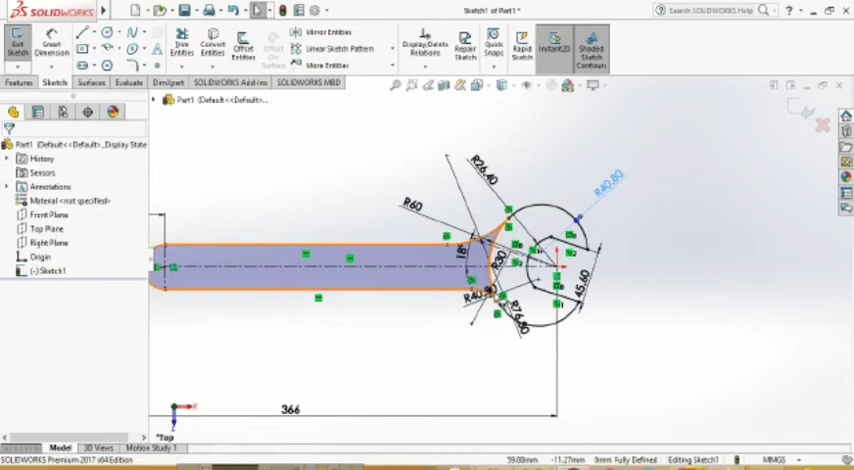 SOLIDWORKS
Sketch1 of Part1 *
Search SOLIDWORKS Help
Exit Sketch
Smart Dimension
Trim Entities
Convert Entities
Offset Entities
Offset On Surface
Mirror Entities
Linear Sketch Pattern
Move Entities
Display/Delete Relations
Repair Sketch
Quick Snaps
Rapid Sketch
Instant2D
Shaded Sketch Contours
Features
Sketch
Surfaces
Evaluate
DimXpert
SOLIDWORKS Add-Ins
SOLIDWORKS MBD
Part1 (Default<<Default>...
Part1 (Default<<Default>_Display State
History
Sensors
Annotations
Material <not specified>
Front Plane
Top Plane
Right Plane
Origin
(-) Sketch1
R26.40
R40.80
R60
18°
R30
45.60
R76.80
366
X
*Top
Model
3D Views
Motion Study 1
SOLIDWORKS Premium 2017 x64 Edition
59.88mm
-11.27mm
0mm Fully Defined
Editing Sketch1
MMGS